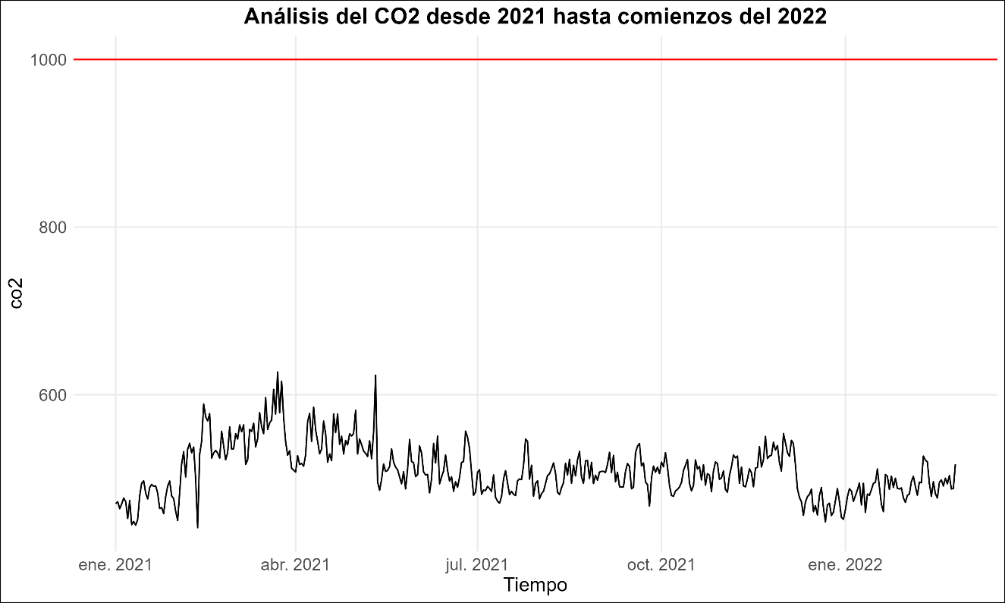 Análisis del CO2 desde 2021 hasta comienzos del 2022
1000
800
600
co2
ene. 2021 abr. 2021 jul. 2021 oct. 2021 ene. 2022
Tiempo